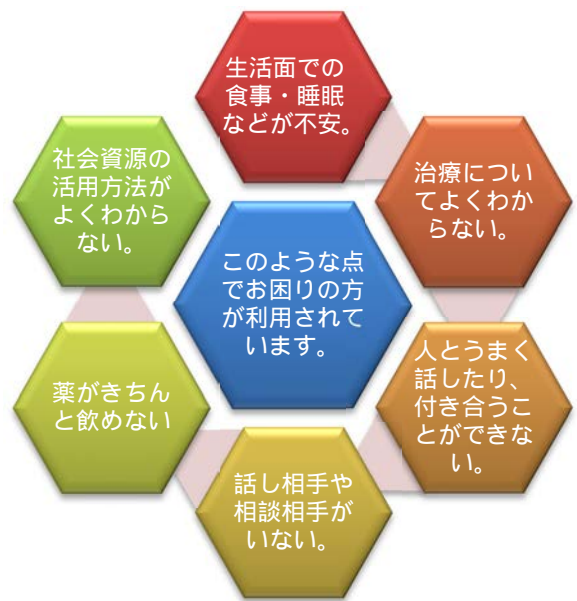 生活面での
食事・睡眠
などが不安。
治療につい
てよくわか
らない。
人とうまく
話したり、
付き合うこ
とができな
い。
話し相手や
相談相手が
いない。
薬がきちん
と飲めない
社会資源の
活用方法が
よくわから
ない。
このような点
でお困りの方
が利用されて
います。